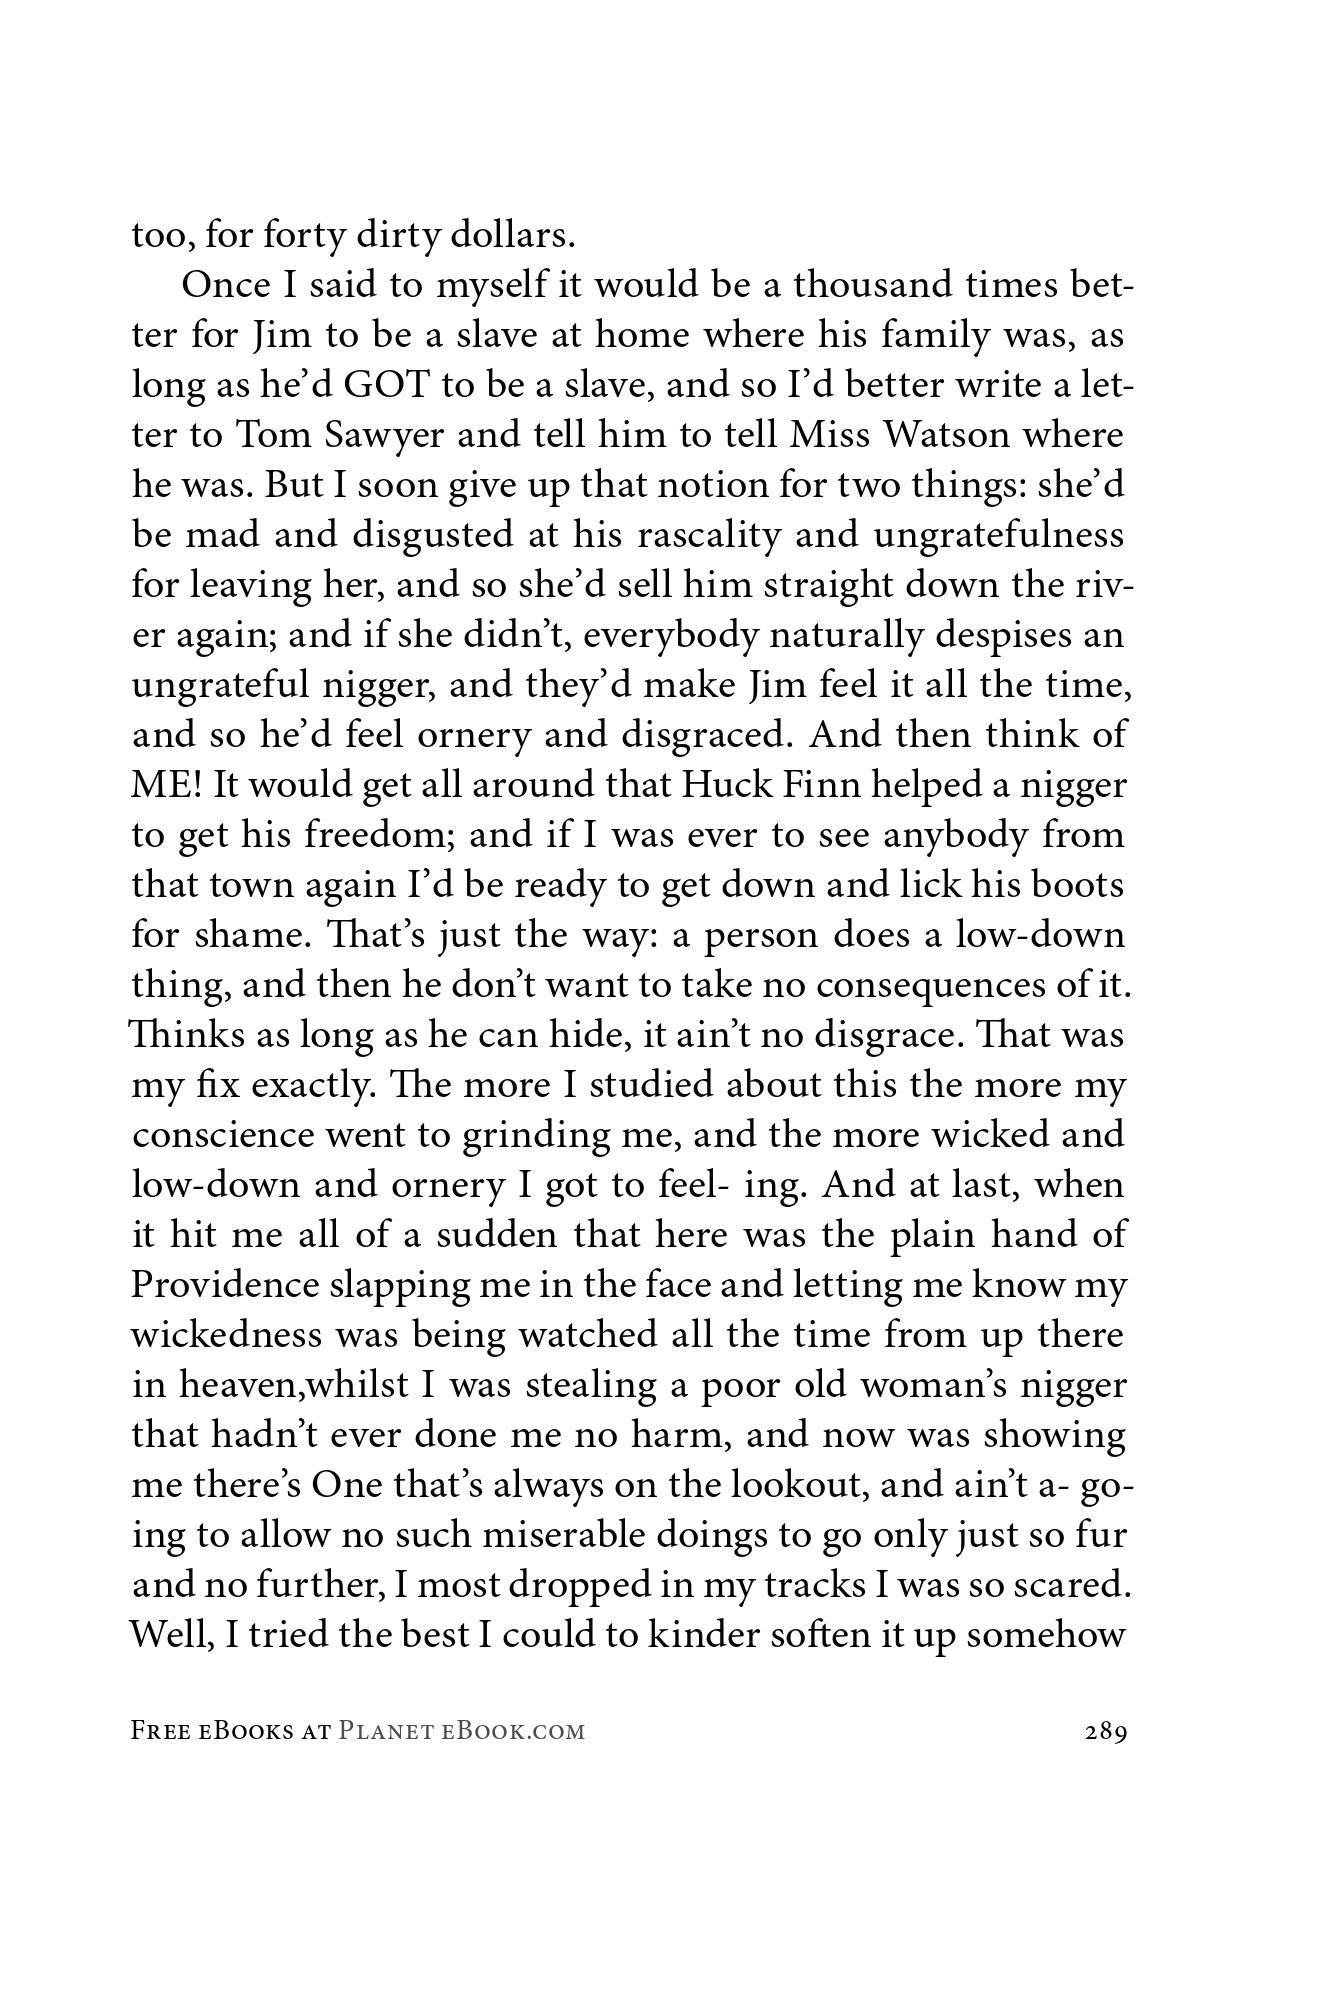 too, for forty dirty dollars.
Once I said to myself it would be a thousand times bet-
ter for Jim to be a slave at home where his family was, as
long as he’d GOT to be a slave, and so I’d better write a let-
ter to Tom Sawyer and tell him to tell Miss Watson where
he was. But I soon give up that notion for two things: she’d
be mad and disgusted at his rascality and ungratefulness
for leaving her, and so she’d sell him straight down the riv-
er again; and if she didn’t, everybody naturally despises an
ungrateful nigger, and they’d make Jim feel it all the time,
and so he’d feel ornery and disgraced. And then think of
ME! It would get all around that Huck Finn helped a nigger
to get his freedom; and if I was ever to see anybody from
that town again I’d be ready to get down and lick his boots
for shame. That’s just the way: a person does a low-down
thing, and then he don’t want to take no consequences of it.
Thinks as long as he can hide, it ain’t no disgrace. That was
my fix exactly. The more I studied about this the more my
conscience went to grinding me, and the more wicked and
low-down and ornery I got to feel- ing. And at last, when
it hit me all of a sudden that here was the plain hand of
Providence slapping me in the face and letting me know my
wickedness was being watched all the time from up there
in heaven,whilst I was stealing a poor old woman’s nigger
that hadn’t ever done me no harm, and now was showing
me there’s One that’s always on the lookout, and ain’t a- go-
ing to allow no such miserable doings to go only just so fur
and no further, I most dropped in my tracks I was so scared.
Well, I tried the best I could to kinder soften it up somehow
Free eBooks at Planet eBook.com 289